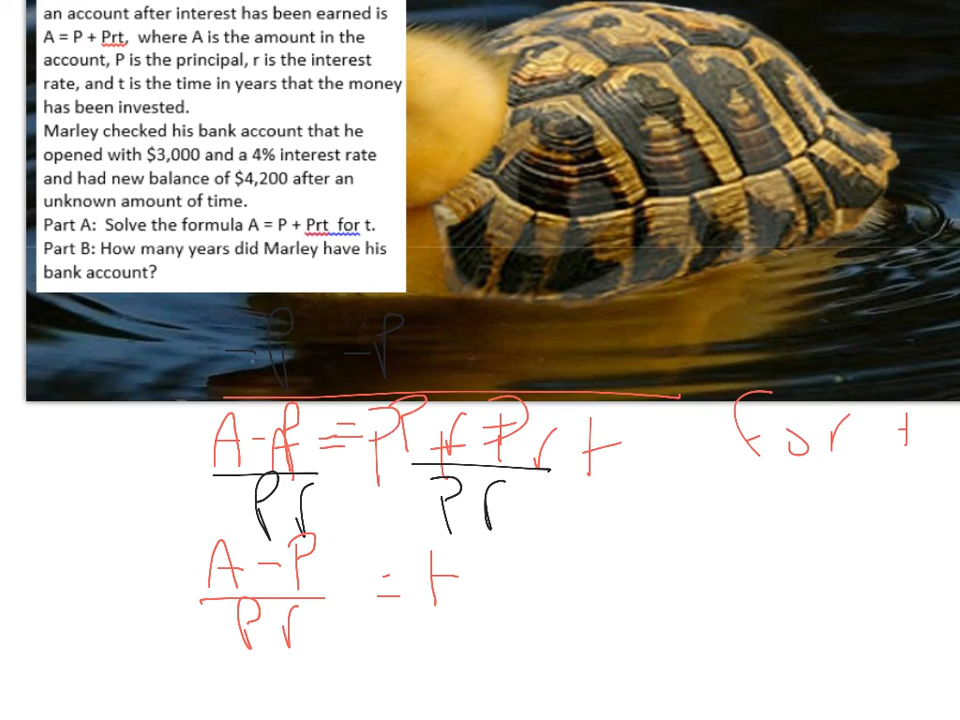 an account after interest has been earned is
A = P + Prt, where A is the amount in the
account, P is the principal, r is the interest
rate, and t is the time in years that the money
has been invested.
Marley checked his bank account that he
opened with $3,000 and a 4% interest rate
and had new balance of $4,200 after an
unknown amount of time.
Part A: Solve the formula A = P + Prt for t.
Part B: How many years did Marley have his
bank account?
-P -P
A-P = Prt for t
Pr Pr
A-P = t
Pr